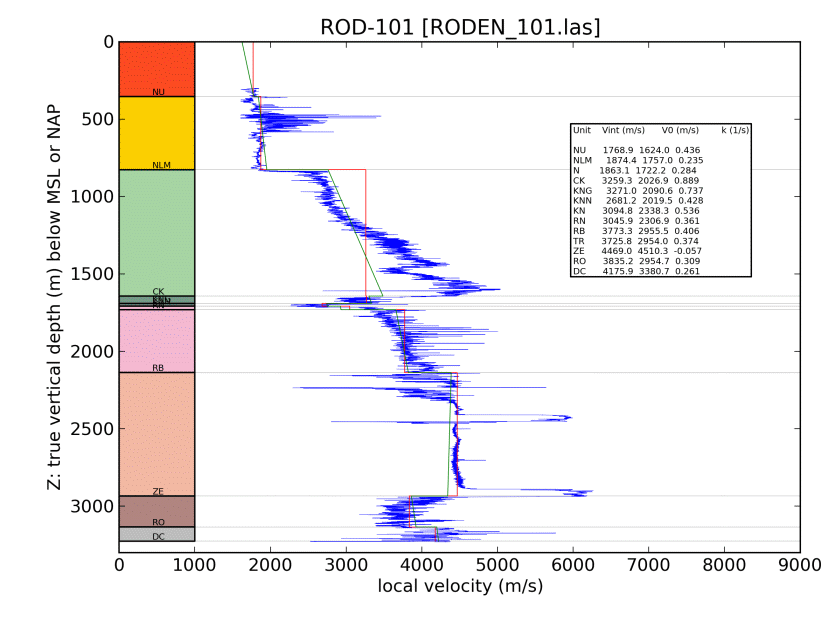 ROD-101 [RODEN_101.las]
Z: true vertical depth (m) below MSL or NAP
0
500
1000
1500
2000
2500
3000
NU
NLM
CK
RB
ZE
RO
DC
Unit Vint (m/s) V0 (m/s) k (1/s)
NU 1768.9 1624.0 0.436
NLM 1874.4 1757.0 0.235
N 1863.1 1722.2 0.284
CK 3259.3 2026.9 0.889
KNG 3271.0 2090.6 0.737
KNN 2681.2 2019.5 0.428
KN 3094.8 2338.3 0.536
RN 3045.9 2306.9 0.361
RB 3773.3 2955.5 0.406
TR 3725.8 2954.0 0.374
ZE 4469.0 4510.3 -0.057
RO 3835.2 2954.7 0.309
DC 4175.9 3380.7 0.261
0 1000 2000 3000 4000 5000 6000 7000 8000 9000
local velocity (m/s)